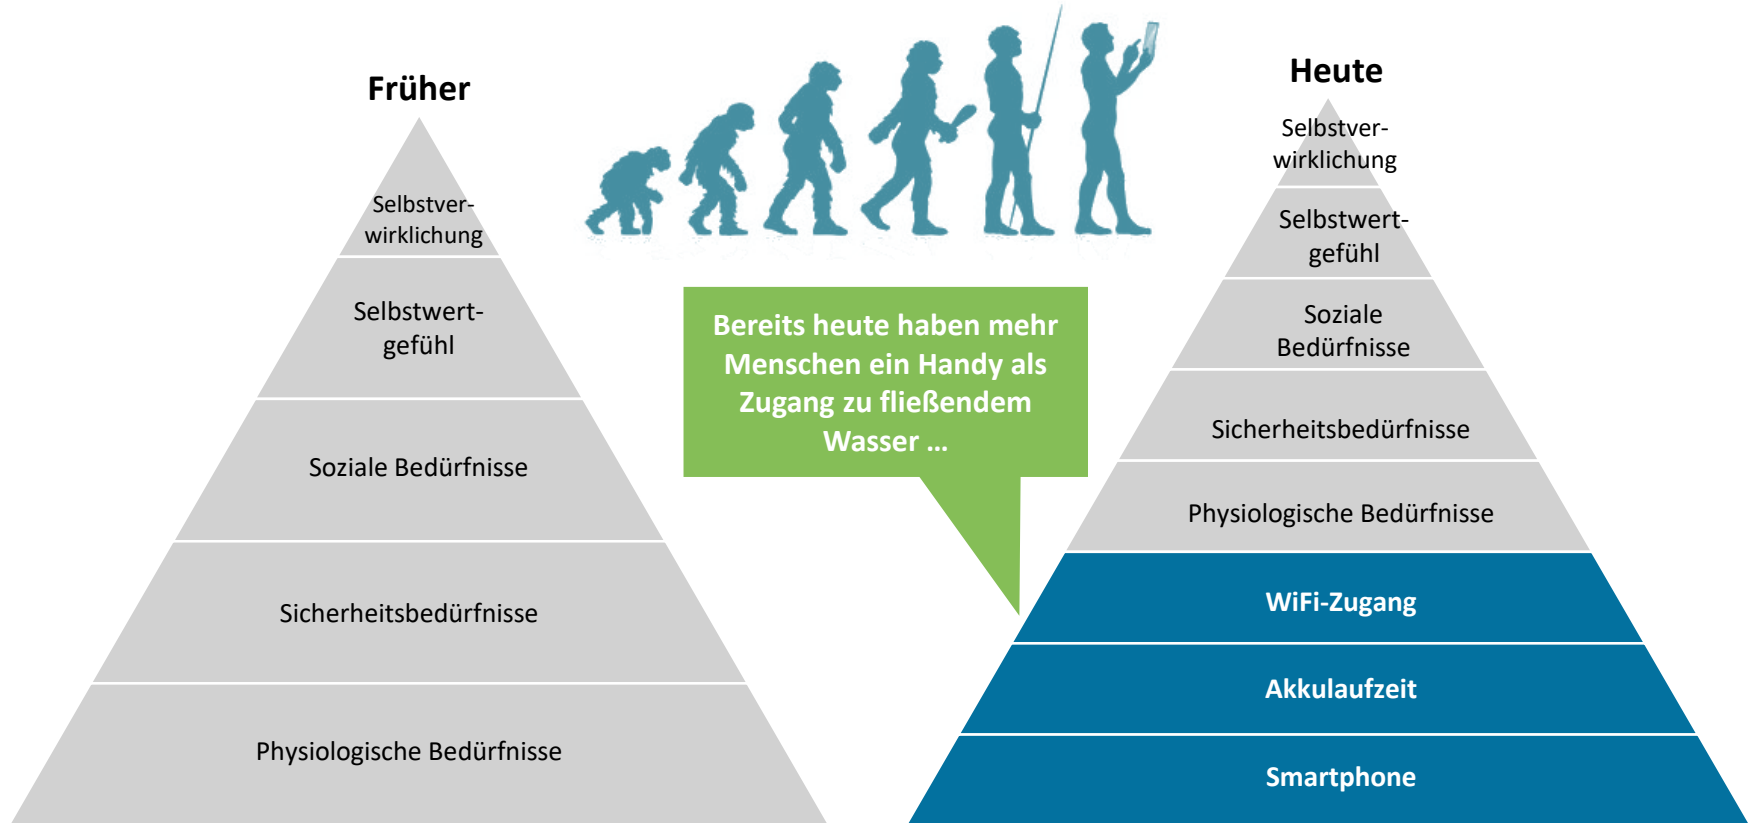 Früher
Selbstver-
wirklichung
Selbstwert-
gefühl
Soziale Bedürfnisse
Sicherheitsbedürfnisse
Physiologische Bedürfnisse
Bereits heute haben mehr
Menschen ein Handy als
Zugang zu fließendem
Wasser …
Heute
Selbstver-
wirklichung
Selbstwert-
gefühl
Soziale
Bedürfnisse
Sicherheitsbedürfnisse
Physiologische Bedürfnisse
WiFi-Zugang
Akkulaufzeit
Smartphone